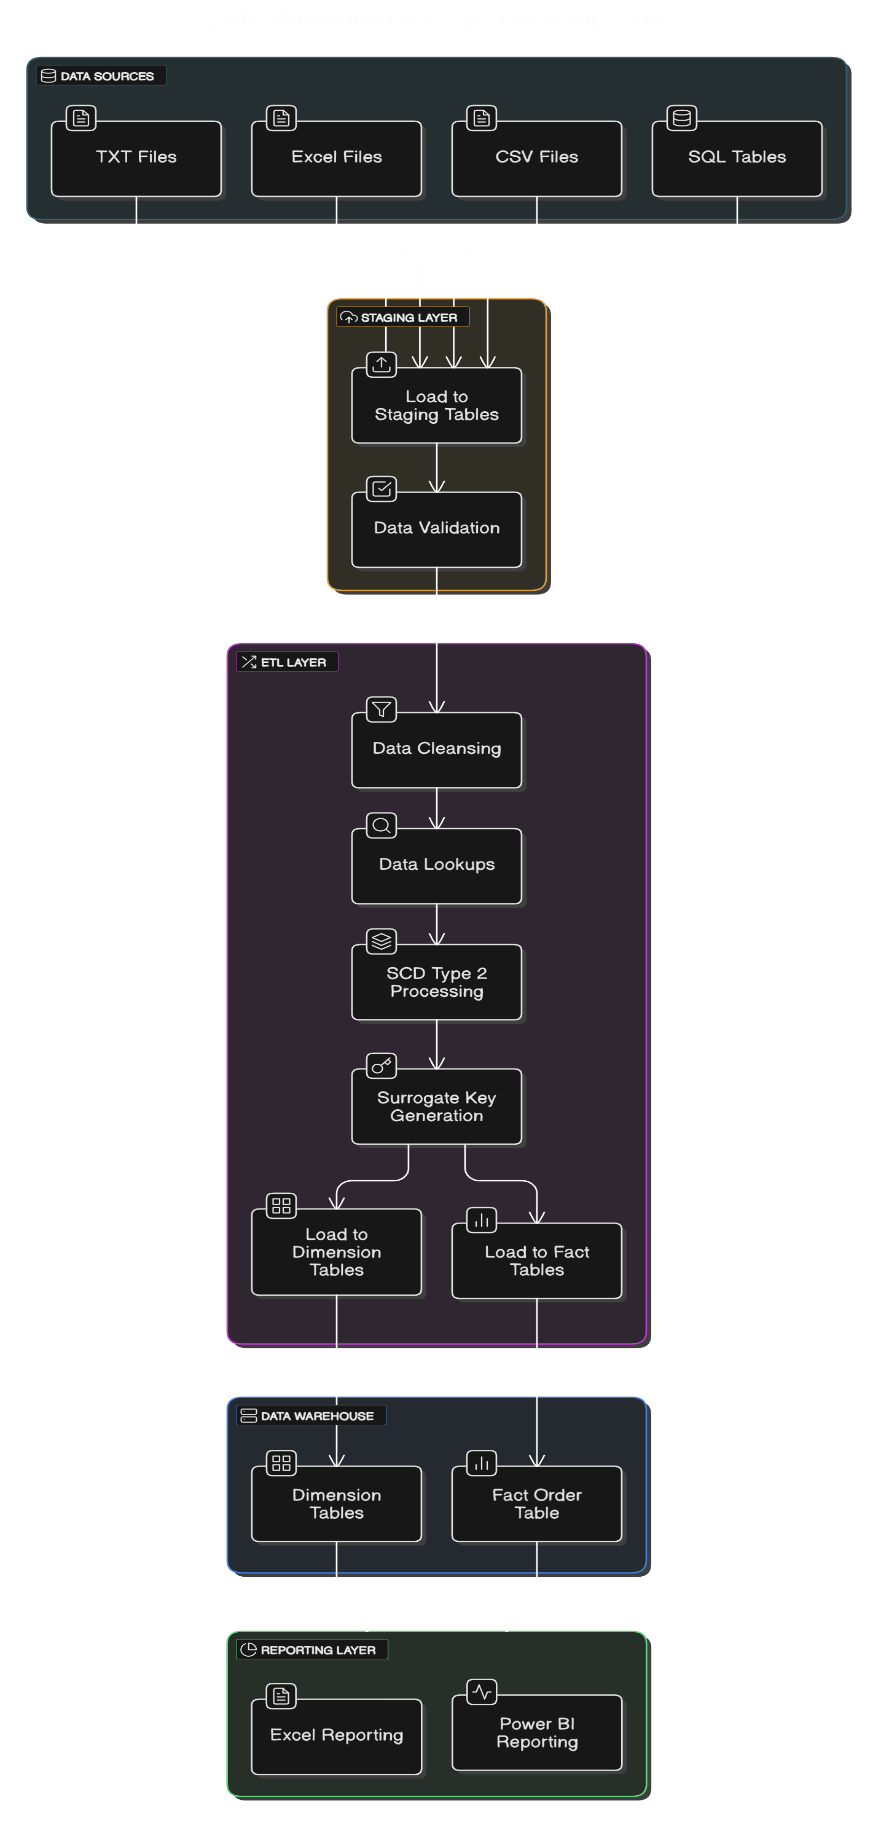 DATA SOURCES
TXT Files
Excel Files
CSV Files
SQL Tables
STAGING LAYER
Load to
Staging Tables
Data Validation
ETL LAYER
Data Cleansing
Data Lookups
SCD Type 2
Processing
Surrogate Key
Generation
Load to
Dimension
Tables
Load to Fact
Tables
DATA WAREHOUSE
Dimension
Tables
Fact Order
Table
REPORTING LAYER
Excel Reporting
Power BI
Reporting